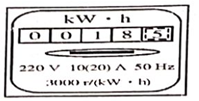 kW · h
0 0 1 8 5
220 V 10(20) A 50 Hz
3000 r/(kW · h)